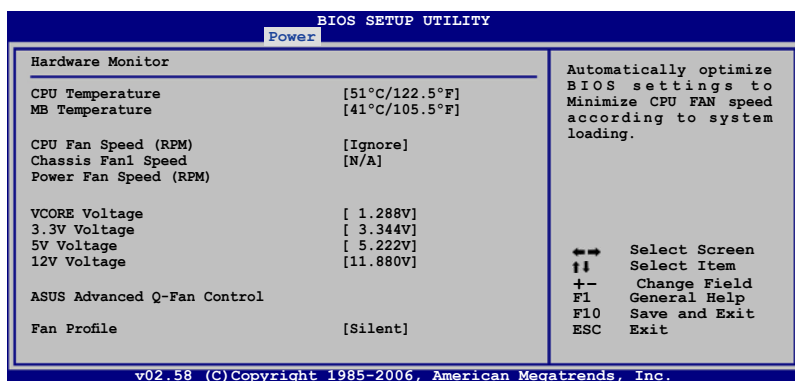 BIOS SETUP UTILITY
Power
Hardware Monitor
CPU Temperature [51°C/122.5°F]
MB Temperature [41°C/105.5°F]
CPU Fan Speed (RPM) [Ignore]
Chassis Fan1 Speed [N/A]
Power Fan Speed (RPM)
VCORE Voltage [ 1.288V]
3.3V Voltage [ 3.344V]
5V Voltage [ 5.222V]
12V Voltage [11.880V]
ASUS Advanced Q-Fan Control
Fan Profile [Silent]
Automatically optimize
BIOS settings to
Minimize CPU FAN speed
according to system
loading.
←→ Select Screen
↑↓ Select Item
+- Change Field
F1 General Help
F10 Save and Exit
ESC Exit
v02.58 (C)Copyright 1985-2006, American Megatrends, Inc.